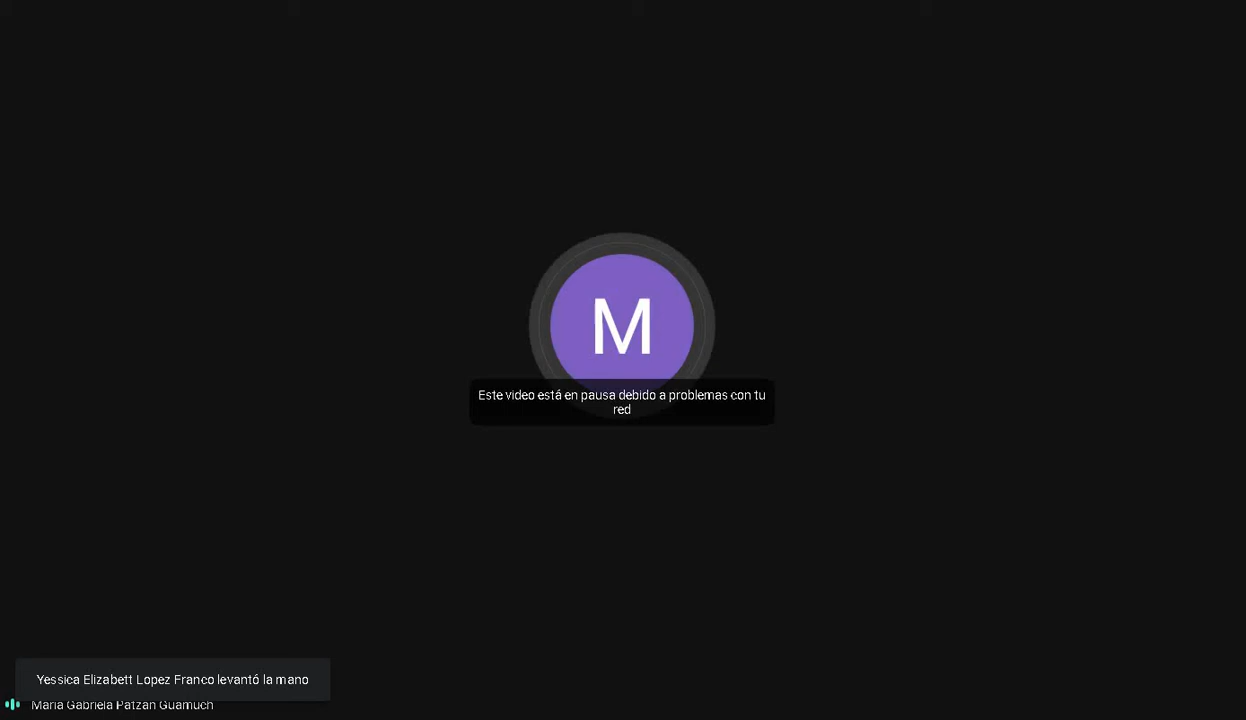 M
Este video está en pausa debido a problemas con tu
red
Yessica Elizabett Lopez Franco levantó la mano
Maria Gabriela Patzan Guamuch